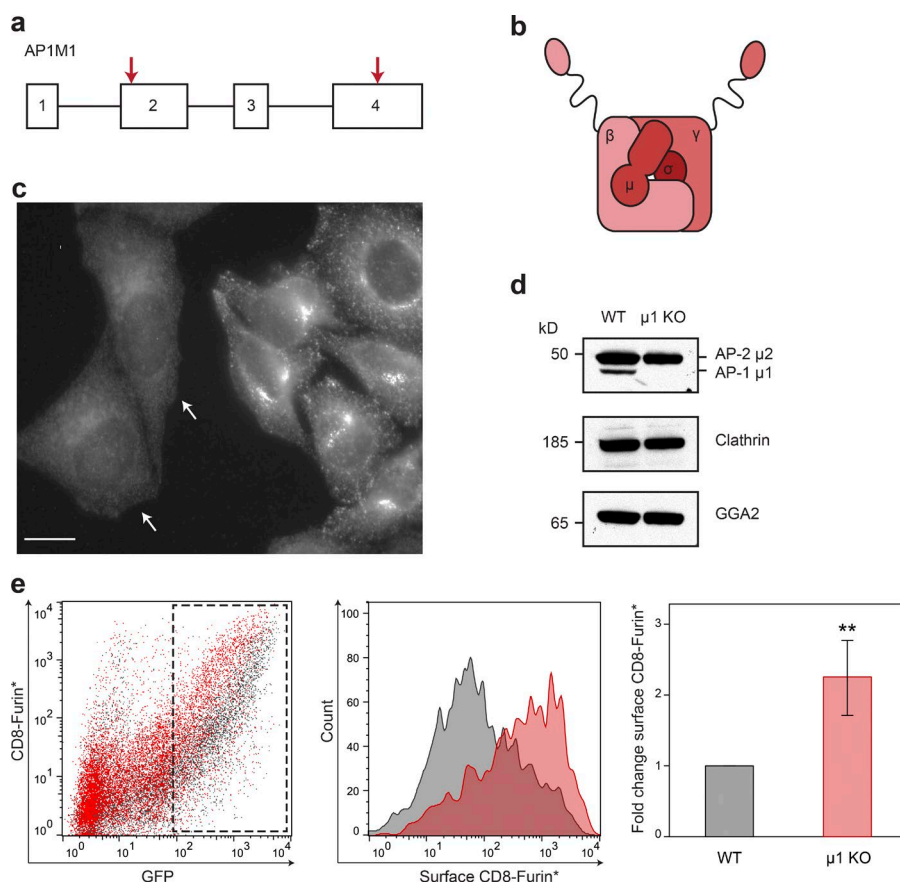 a
AP1M1
1 2 3 4
b
β γ
σ
μ
c
d
WT μ1 KO
kD
50
AP-2 μ2
AP-1 μ1
185
Clathrin
65
GGA2
e
CD8-Furin*
10⁴
10³
10²
10¹
10⁰
10⁰ 10¹ 10² 10³ 10⁴
GFP
Count
100
80
60
40
20
0
10⁰ 10¹ 10² 10³ 10⁴
Surface CD8-Furin*
Fold change surface CD8-Furin*
3
2
1
0
**
WT μ1 KO